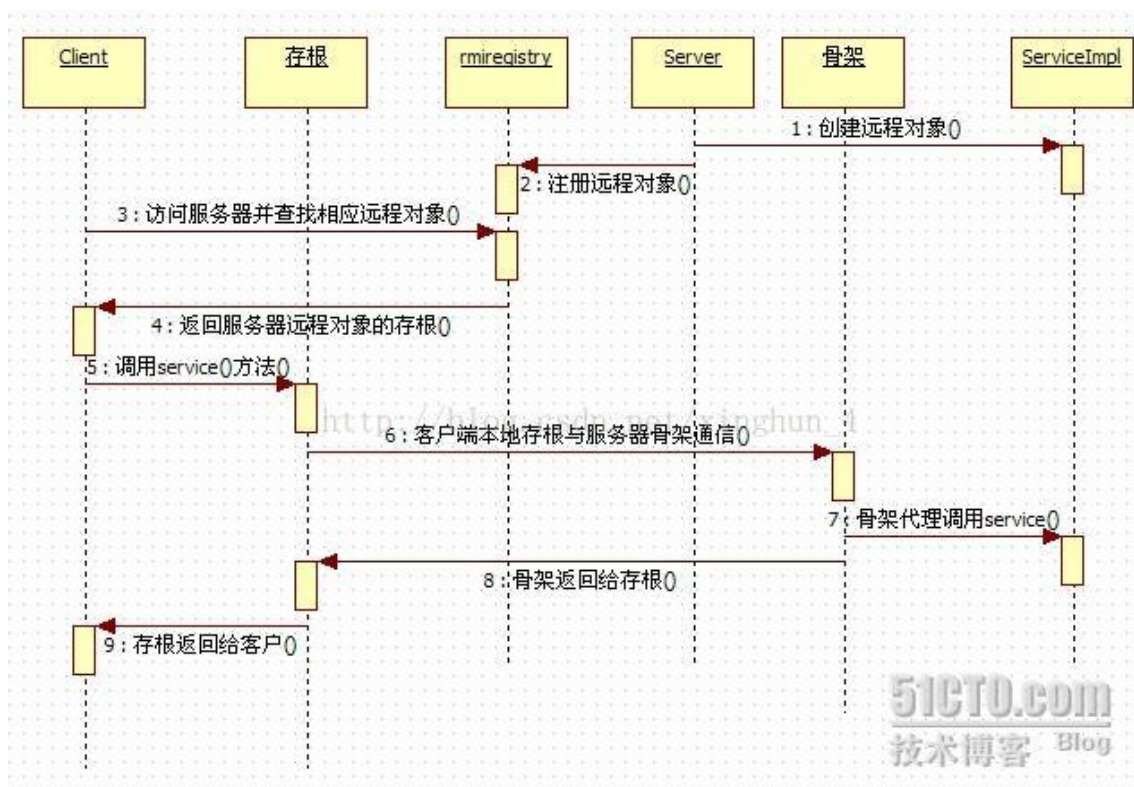 Client
存根
rmiregistry
Server
骨架
ServiceImpl
1 : 创建远程对象()
2 : 注册远程对象()
3 : 访问服务器并查找相应远程对象()
4 : 返回服务器远程对象的存根()
5 : 调用service()方法()
http://blog.csdn.net/xinghun_1
6 : 客户端本地存根与服务器骨架通信()
7 : 骨架代理调用service()
8 : 骨架返回给存根()
9 : 存根返回给客户()
51CTO.com
技术博客 Blog